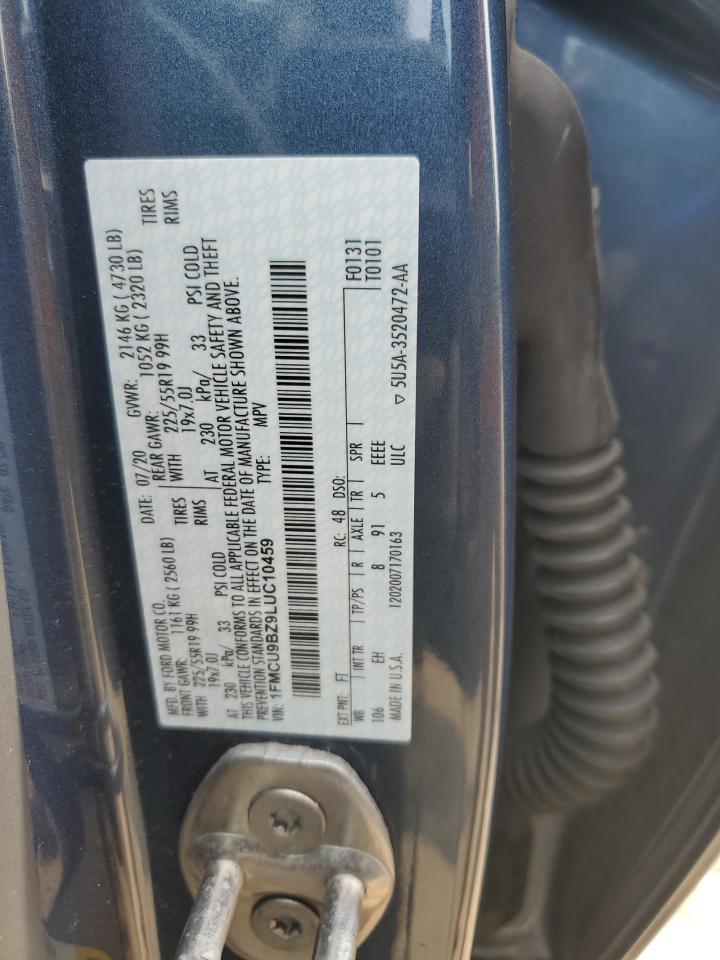 MFD. BY FORD MOTOR CO. DATE: 07/20 GVWR: 2146 KG ( 4730 LB)
FRONT GAWR: 1161 KG ( 2560 LB) REAR GAWR: 1052 KG ( 2320 LB)
WITH 225/55R19 99H TIRES WITH 225/55R19 99H TIRES
19x7.0J RIMS 19x7.0J RIMS
AT 230 kPa/ 33 PSI COLD AT 230 kPa/ 33 PSI COLD
THIS VEHICLE CONFORMS TO ALL APPLICABLE FEDERAL MOTOR VEHICLE SAFETY AND THEFT
PREVENTION STANDARDS IN EFFECT ON THE DATE OF MANUFACTURE SHOWN ABOVE.
VIN: 1FMCU9BZ9LUC10459 TYPE: MPV
EXT PNT: FT RC: 48 DSO: F0131
WB INT TR TP/PS R AXLE TR SPR T0101
106 EH 8 91 5 EEEE
MADE IN U.S.A. 1202007170163 ULC ▽ 5U5A-3520472-AA